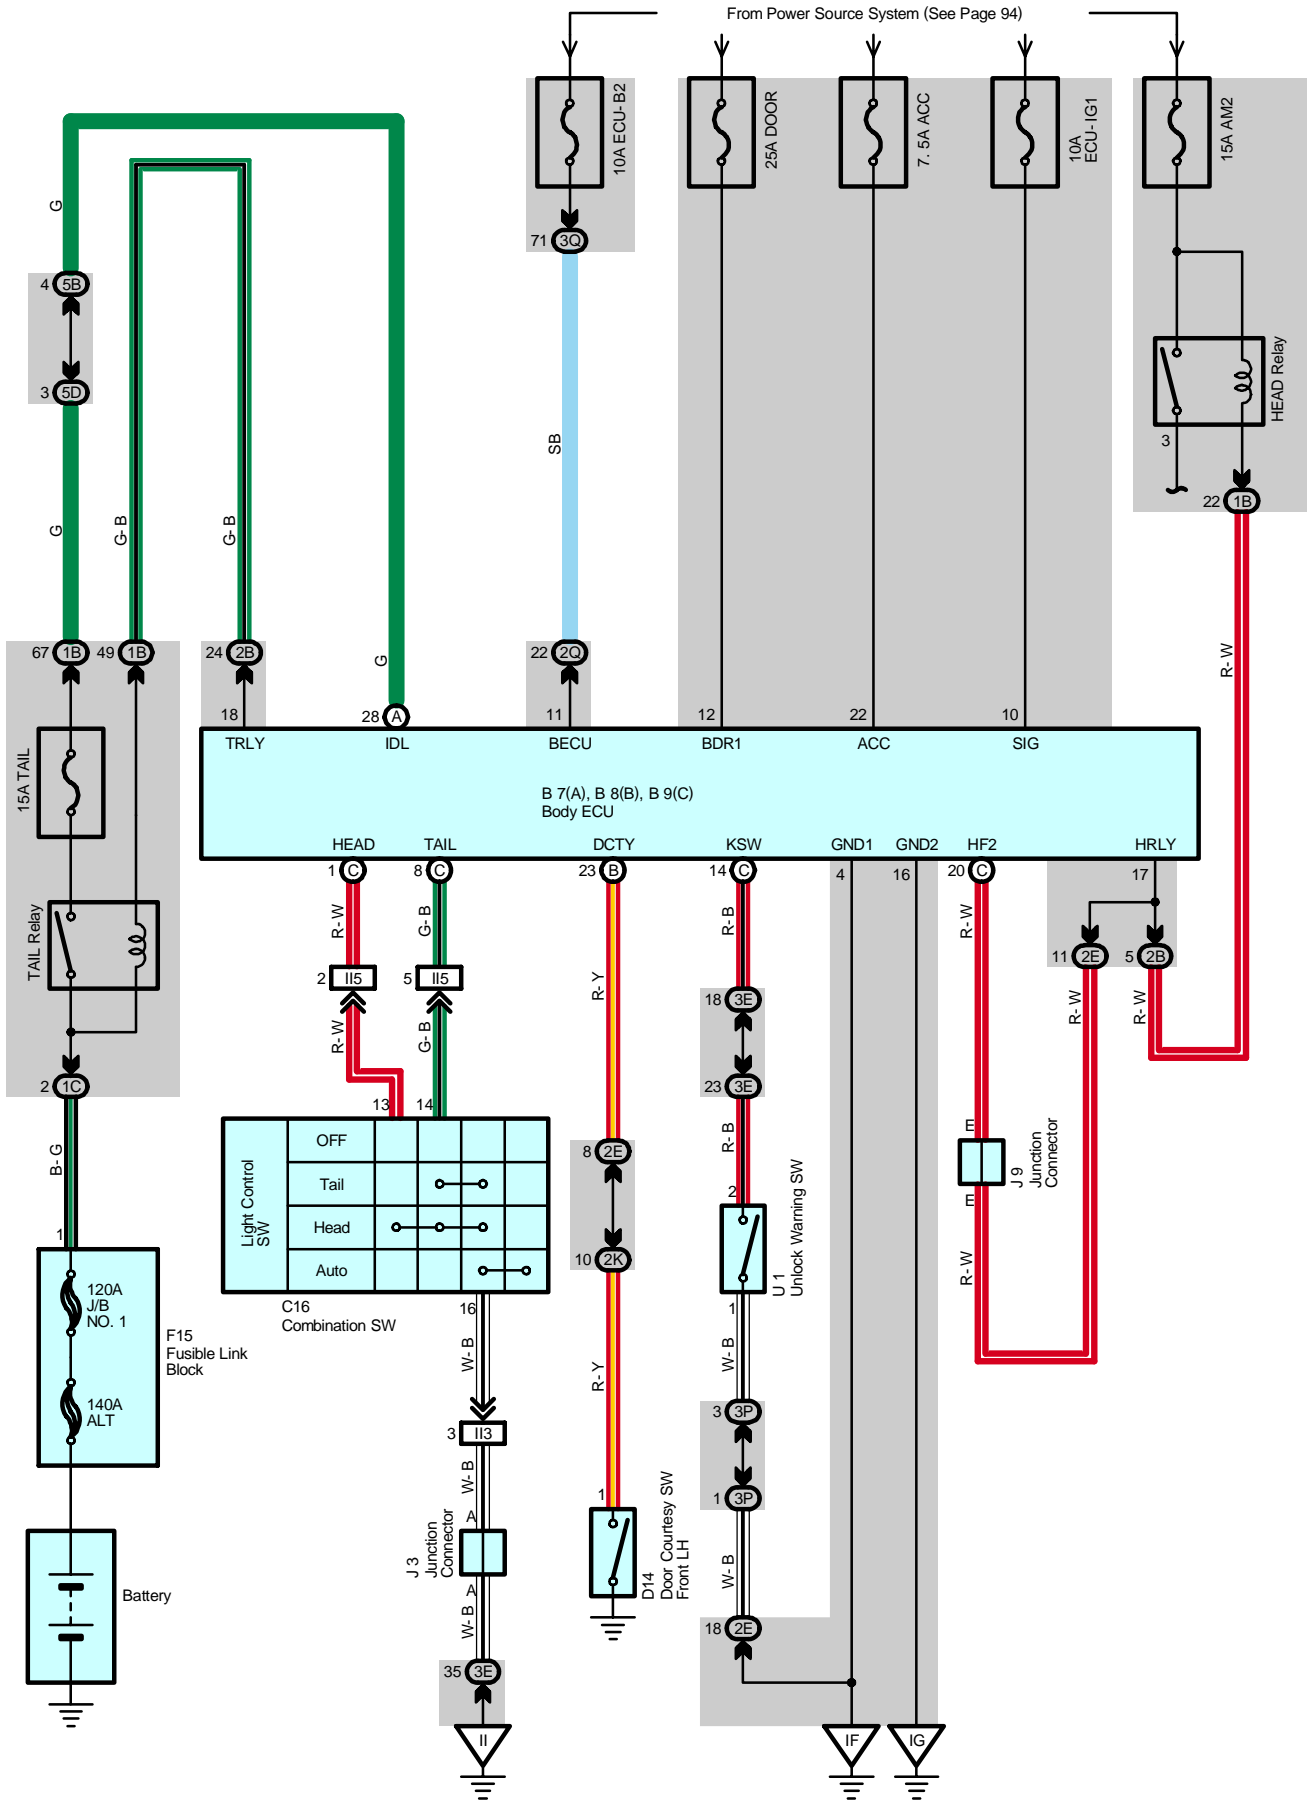 From Power Source System (See Page 94)
10A ECU-B2
25A DOOR
7. 5A ACC
10A
ECU-IG1
15A AM2
G
71 3Q
4 5B
3 5D
HEAD Relay
3
SB
22 1B
G
G-B
G-B
R-W
67 1B
49 1B
24 2B
22 2Q
G
18
28 A
11
12
22
10
TRLY
IDL
BECU
BDR1
ACC
SIG
15A TAIL
B 7(A), B 8(B), B 9(C)
Body ECU
HEAD
TAIL
DCTY
KSW
GND1
GND2
HF2
HRLY
1 C
8 C
23 B
14 C
4
16
20 C
17
TAIL Relay
R-W
G-B
R-B
R-W
11 2E
5 2B
2 II5
5 II5
R-Y
18 3E
R-W
R-W
R-W
G-B
2 1C
23 3E
13
14
B-G
Light Control
SW
OFF
Tail
Head
Auto
8 2E
R-B
E
J 9
Junction
Connector
E
2
U 1
Unlock Warning SW
1
10 2K
1
120A
J/B
NO. 1
140A
ALT
F15
Fusible Link
Block
C16
Combination SW
16
R-W
W-B
W-B
R-Y
3 II3
3 3P
W-B
1 3P
1
A
J 3
Junction
Connector
A
D14
Door Courtesy SW
Front LH
W-B
W-B
Battery
18 2E
35 3E
II
IF
IG